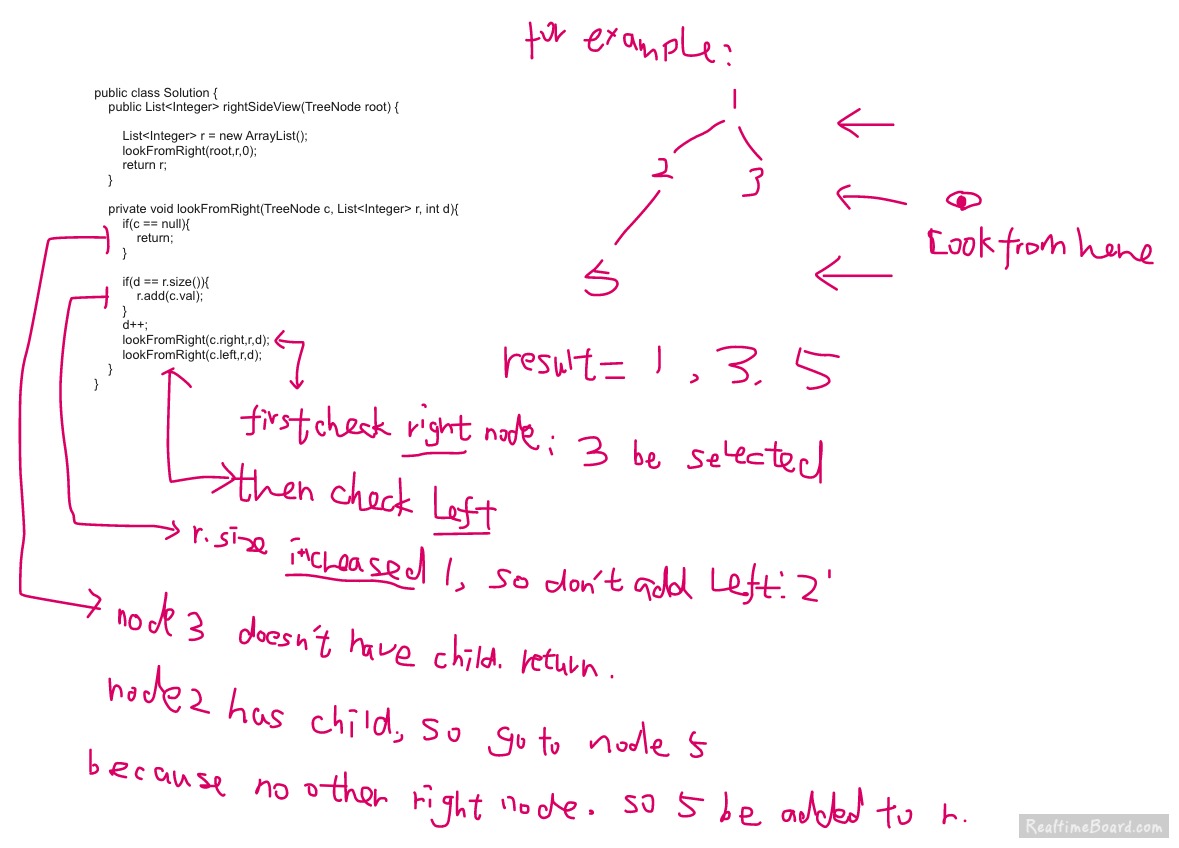 for example:
public class Solution {
public List<Integer> rightSideView(TreeNode root) {
List<Integer> r = new ArrayList();
lookFromRight(root,r,0);
return r;
}
private void lookFromRight(TreeNode c, List<Integer> r, int d){
if(c == null){
return;
}
if(d == r.size()){
r.add(c.val);
}
d++;
lookFromRight(c.right,r,d);
lookFromRight(c.left,r,d);
}
}
1
2 3
5
Look from here
result = 1, 3, 5
first check right node; 3 be selected
then check left
r.size increased 1, so don't add Left '2'
node 3 doesn't have child. return.
node 2 has child, so go to node 5
because no other right node. so 5 be added to r.
RealtimeBoard.com